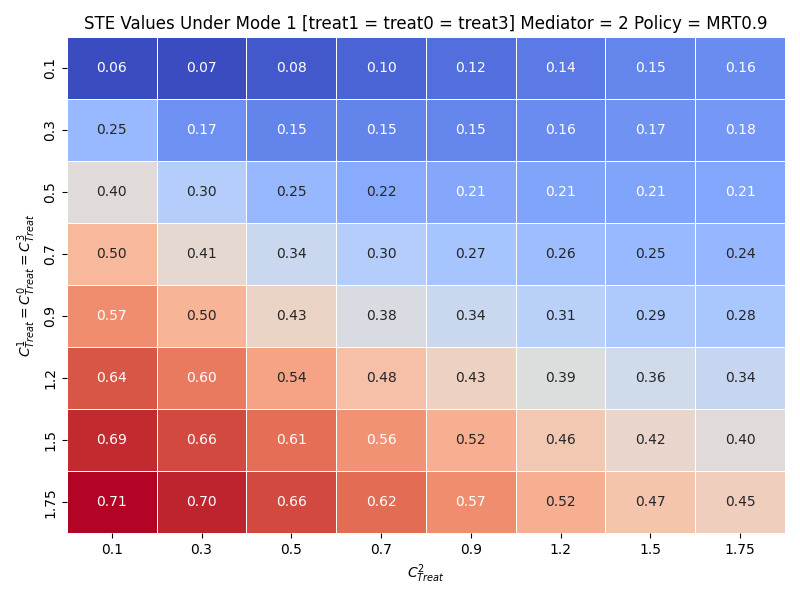 STE Values Under Mode 1 [treat1 = treat0 = treat3] Mediator = 2 Policy = MRT0.9
0.1 0.06 0.07 0.08 0.10 0.12 0.14 0.15 0.16
0.3 0.25 0.17 0.15 0.15 0.15 0.16 0.17 0.18
0.5 0.40 0.30 0.25 0.22 0.21 0.21 0.21 0.21
0.7 0.50 0.41 0.34 0.30 0.27 0.26 0.25 0.24
0.9 0.57 0.50 0.43 0.38 0.34 0.31 0.29 0.28
1.2 0.64 0.60 0.54 0.48 0.43 0.39 0.36 0.34
1.5 0.69 0.66 0.61 0.56 0.52 0.46 0.42 0.40
1.75 0.71 0.70 0.66 0.62 0.57 0.52 0.47 0.45
0.1 0.3 0.5 0.7 0.9 1.2 1.5 1.75
$C^{2}_{Treat}$
$C^{1}_{Treat} = C^{0}_{Treat} = C^{3}_{Treat}$